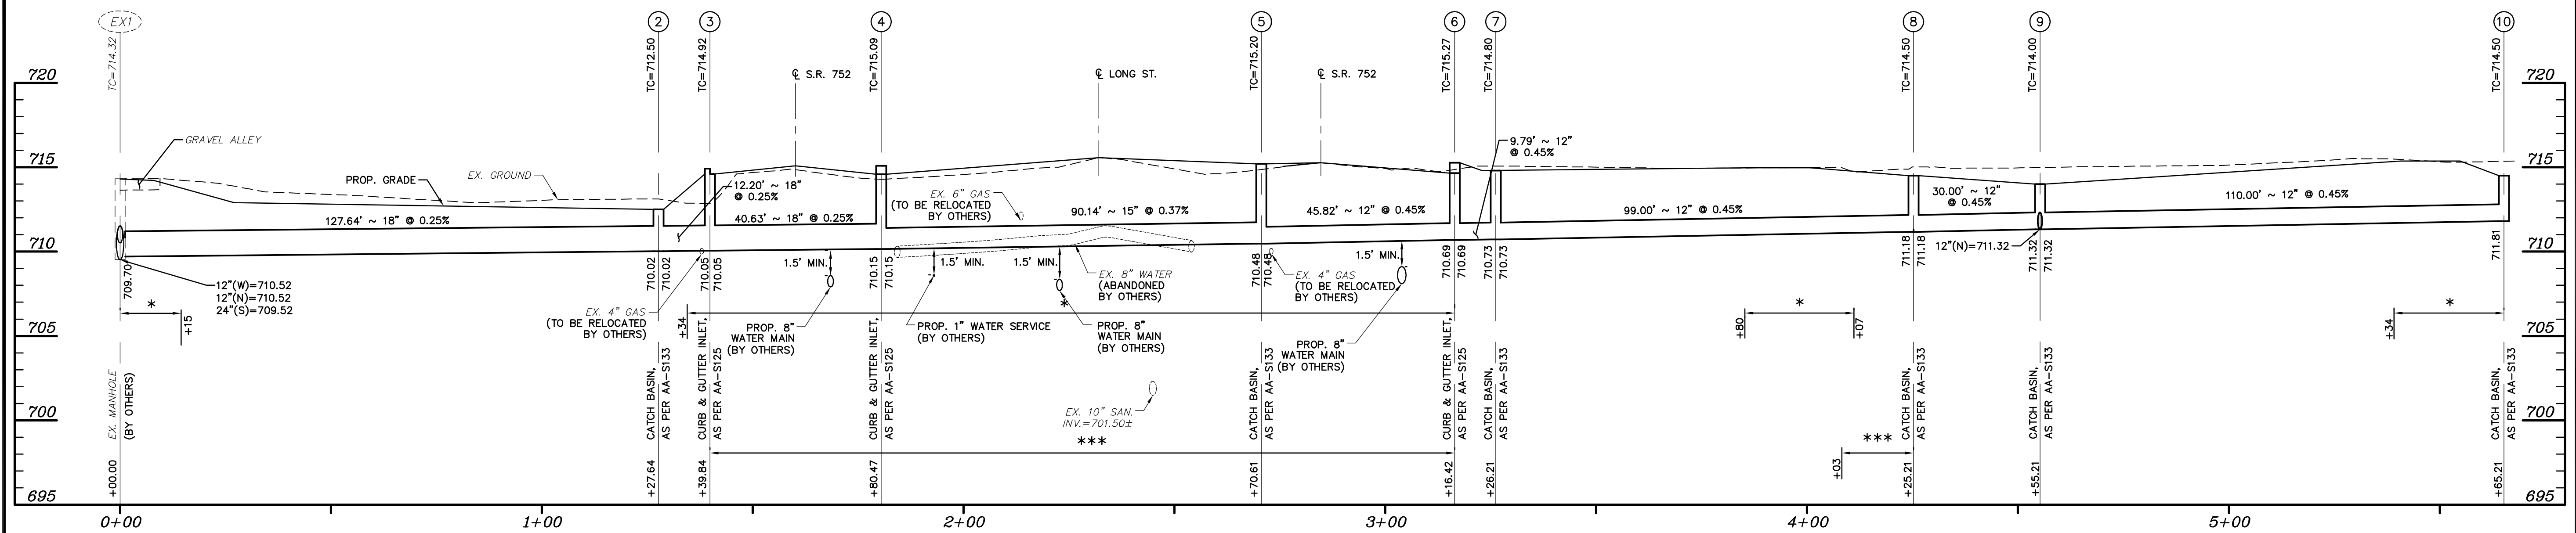 EX1
2
3
4
5
6
7
8
9
10
TC=714.32
TC=712.50
TC=714.92
TC=715.09
TC=715.20
TC=715.27
TC=714.80
TC=714.50
TC=714.00
TC=714.50
720
720
℄ S.R. 752
℄ LONG ST.
℄ S.R. 752
GRAVEL ALLEY
9.79' ~ 12"
@ 0.45%
715
715
PROP. GRADE
EX. GROUND
12.20' ~ 18"
@ 0.25%
EX. 6" GAS
(TO BE RELOCATED
BY OTHERS)
30.00' ~ 12"
@ 0.45%
127.64' ~ 18" @ 0.25%
40.63' ~ 18" @ 0.25%
90.14' ~ 15" @ 0.37%
45.82' ~ 12" @ 0.45%
99.00' ~ 12" @ 0.45%
110.00' ~ 12" @ 0.45%
710
710
12"(N)=711.32
709.70
710.02
710.02
710.05
710.05
710.15
710.15
710.48
710.48
710.69
710.69
710.73
710.73
711.18
711.18
711.32
711.32
711.81
1.5' MIN.
1.5' MIN.
1.5' MIN.
1.5' MIN.
12"(W)=710.52
12"(N)=710.52
24"(S)=709.52
EX. 8" WATER
(ABANDONED
BY OTHERS)
EX. 4" GAS
(TO BE RELOCATED
BY OTHERS)
*
*
*
*
+15
+34
+80
+07
+34
EX. 4" GAS
(TO BE RELOCATED
BY OTHERS)
PROP. 8"
WATER MAIN
(BY OTHERS)
PROP. 1" WATER SERVICE
(BY OTHERS)
PROP. 8"
WATER MAIN
(BY OTHERS)
PROP. 8"
WATER MAIN
(BY OTHERS)
705
705
EX. 10" SAN.
INV.=701.50±
700
700
EX. MANHOLE
(BY OTHERS)
CATCH BASIN,
AS PER AA-S133
CURB & GUTTER INLET,
AS PER AA-S125
CURB & GUTTER INLET,
AS PER AA-S125
CATCH BASIN,
AS PER AA-S133
CURB & GUTTER INLET,
AS PER AA-S125
CATCH BASIN,
AS PER AA-S133
CATCH BASIN,
AS PER AA-S133
CATCH BASIN,
AS PER AA-S133
CATCH BASIN,
AS PER AA-S133
***
***
+03
+00.00
+27.64
+39.84
+80.47
+70.61
+16.42
+26.21
+25.21
+55.21
+65.21
695
695
0+00
1+00
2+00
3+00
4+00
5+00